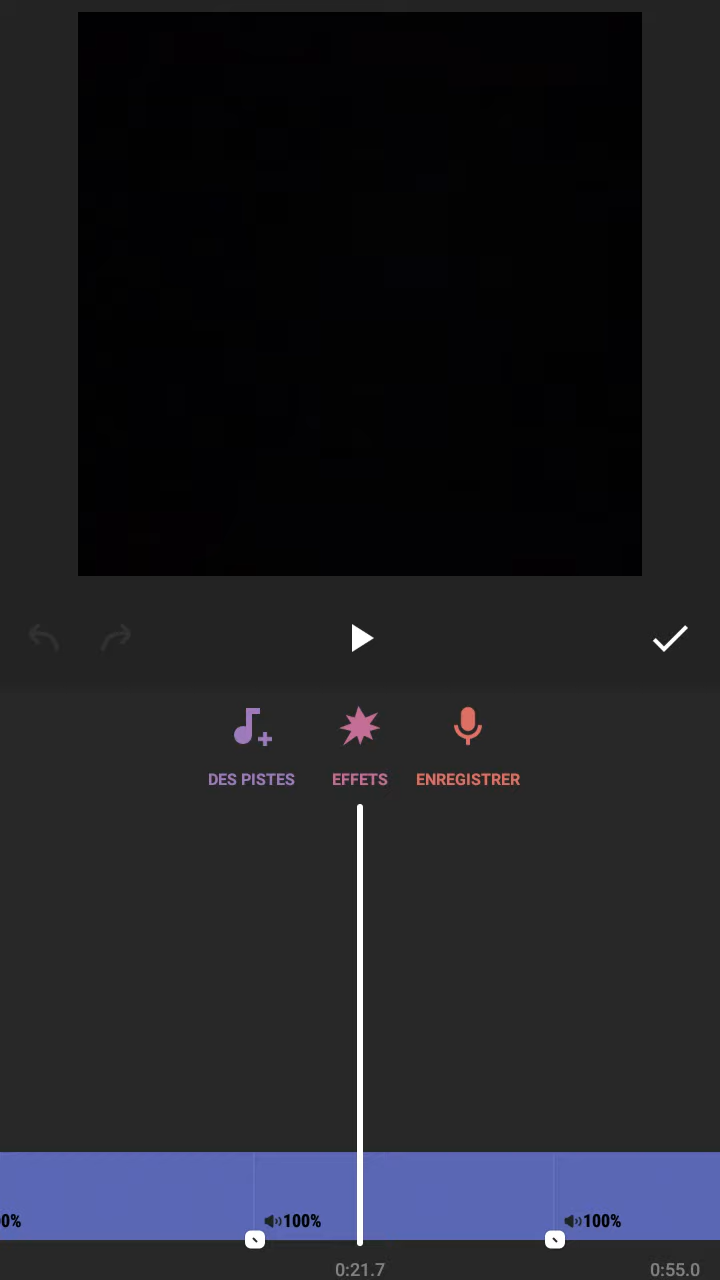 DES PISTES
EFFETS
ENREGISTRER
0%
100%
100%
0:21.7
0:55.0